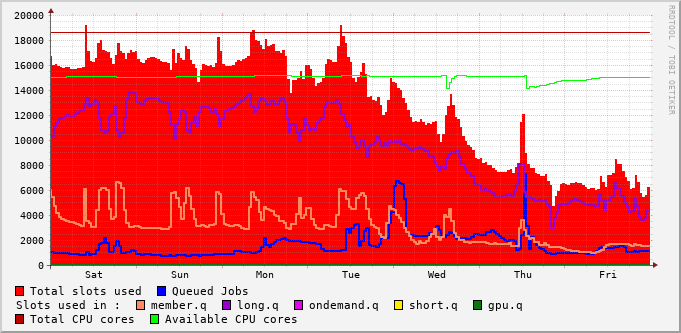 20000
18000
16000
14000
12000
10000
8000
6000
4000
2000
0
Sat Sun Mon Tue Wed Thu Fri
RRDTOOL / TOBI OETIKER
Total slots used Queued Jobs
Slots used in : member.q long.q ondemand.q short.q gpu.q
Total CPU cores Available CPU cores